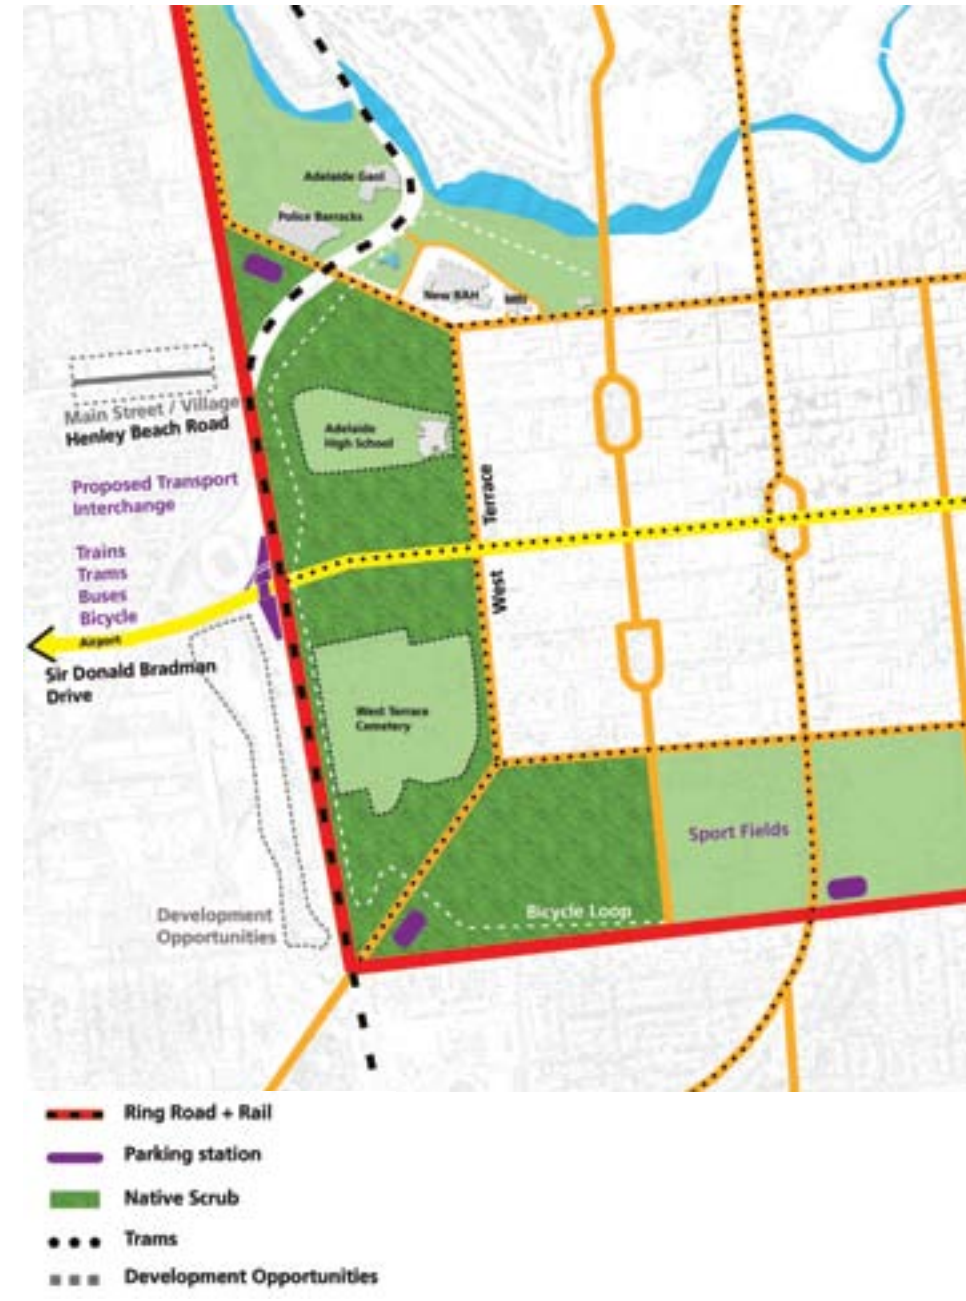 Adelaide Gaol
Police Barracks
New RAH
MRI
Main Street / Village
Henley Beach Road
Adelaide
High School
Proposed Transport
Interchange
Terrace
Trains
Trams
Buses
Bicycle
West
Airport
Sir Donald Bradman
Drive
West Terrace
Cemetery
Sport Fields
Bicycle Loop
Development
Opportunities
Ring Road + Rail
Parking station
Native Scrub
Trams
Development Opportunities